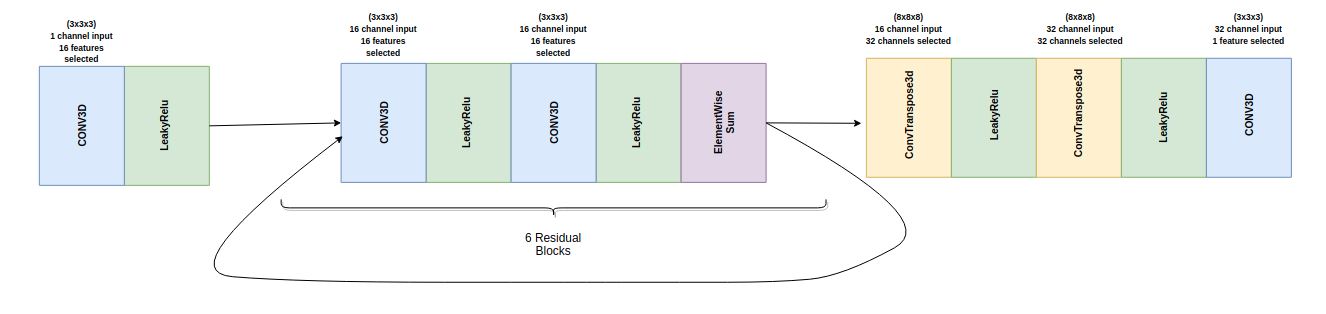 (3x3x3)
1 channel input
16 features
selected
CONV3D
LeakyRelu
(3x3x3)
16 channel input
16 features
selected
(3x3x3)
16 channel input
16 features
selected
CONV3D
LeakyRelu
CONV3D
LeakyRelu
ElementWise
Sum
6 Residual
Blocks
(8x8x8)
16 channel input
32 channels selected
(8x8x8)
32 channel input
32 channels selected
(3x3x3)
32 channel input
1 feature selected
ConvTranspose3d
LeakyRelu
ConvTranspose3d
LeakyRelu
CONV3D